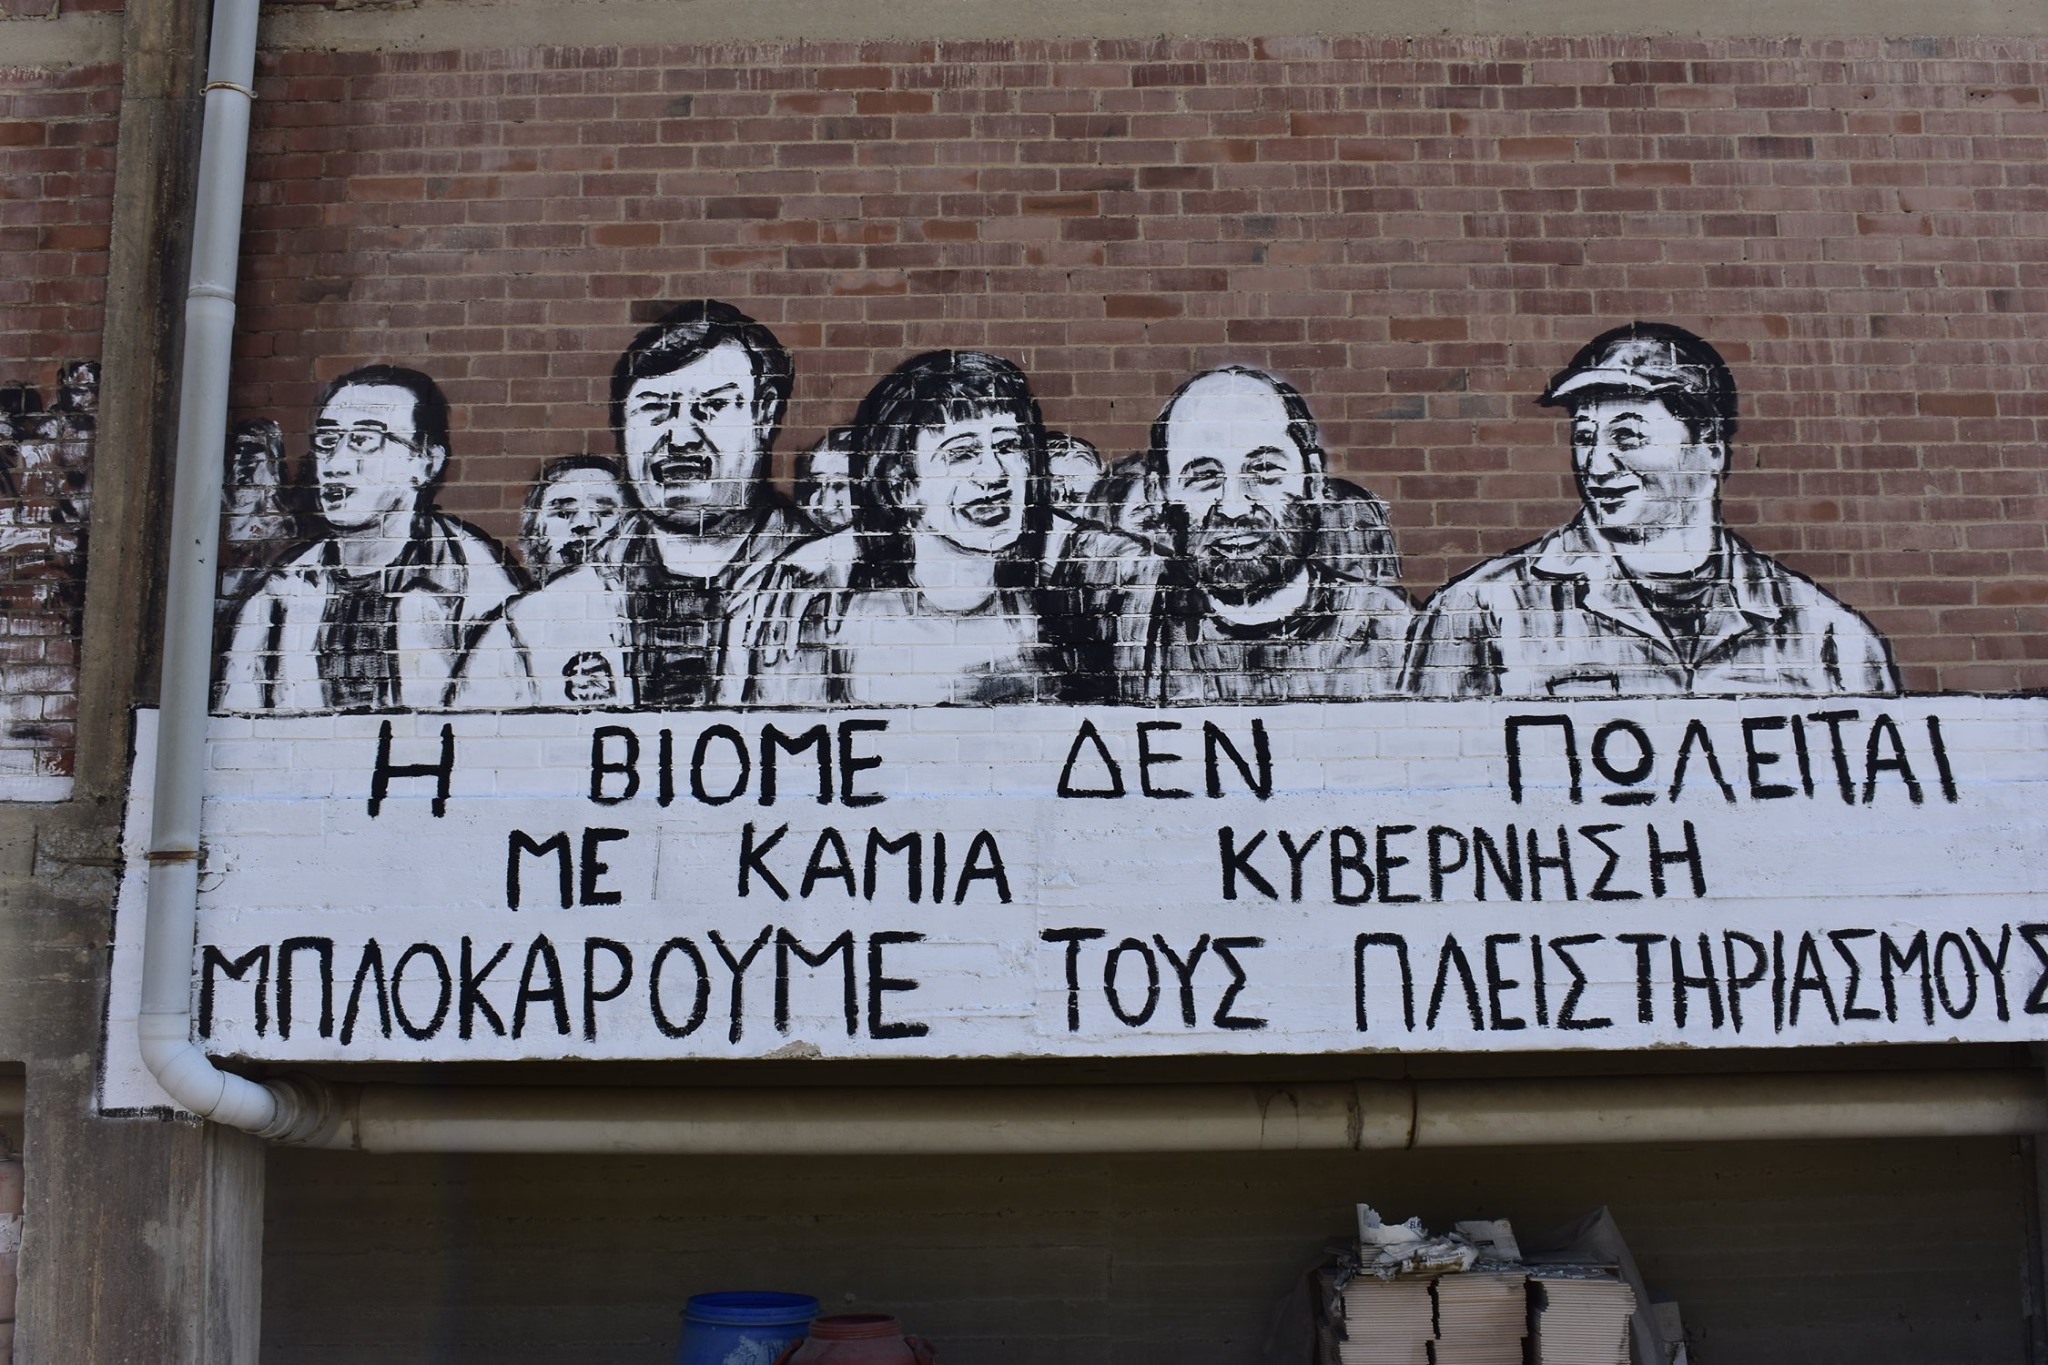 Η ΒΙΟΜΕ ΔΕΝ ΠΩΛΕΙΤΑΙ
ΜΕ ΚΑΜΙΑ ΚΥΒΕΡΝΗΣΗ
ΜΠΛΟΚΑΡΟΥΜΕ ΤΟΥΣ ΠΛΕΙΣΤΗΡΙΑΣΜΟΥΣ